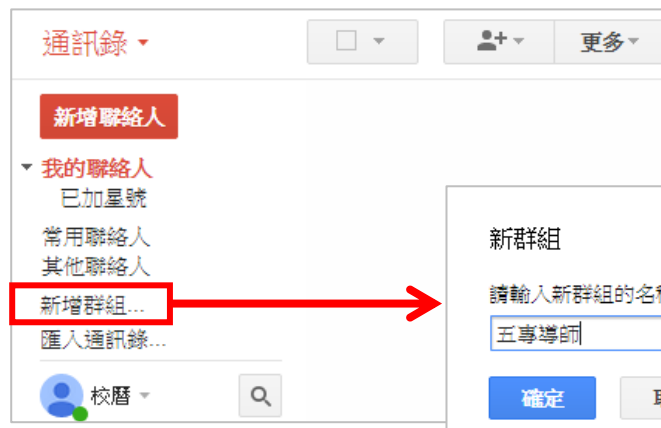 通訊錄
更多
新增聯絡人
我的聯絡人
已加星號
常用聯絡人
其他聯絡人
新增群組...
匯入通訊錄...
校曆
新群組
請輸入新群組的名
五專導師
確定